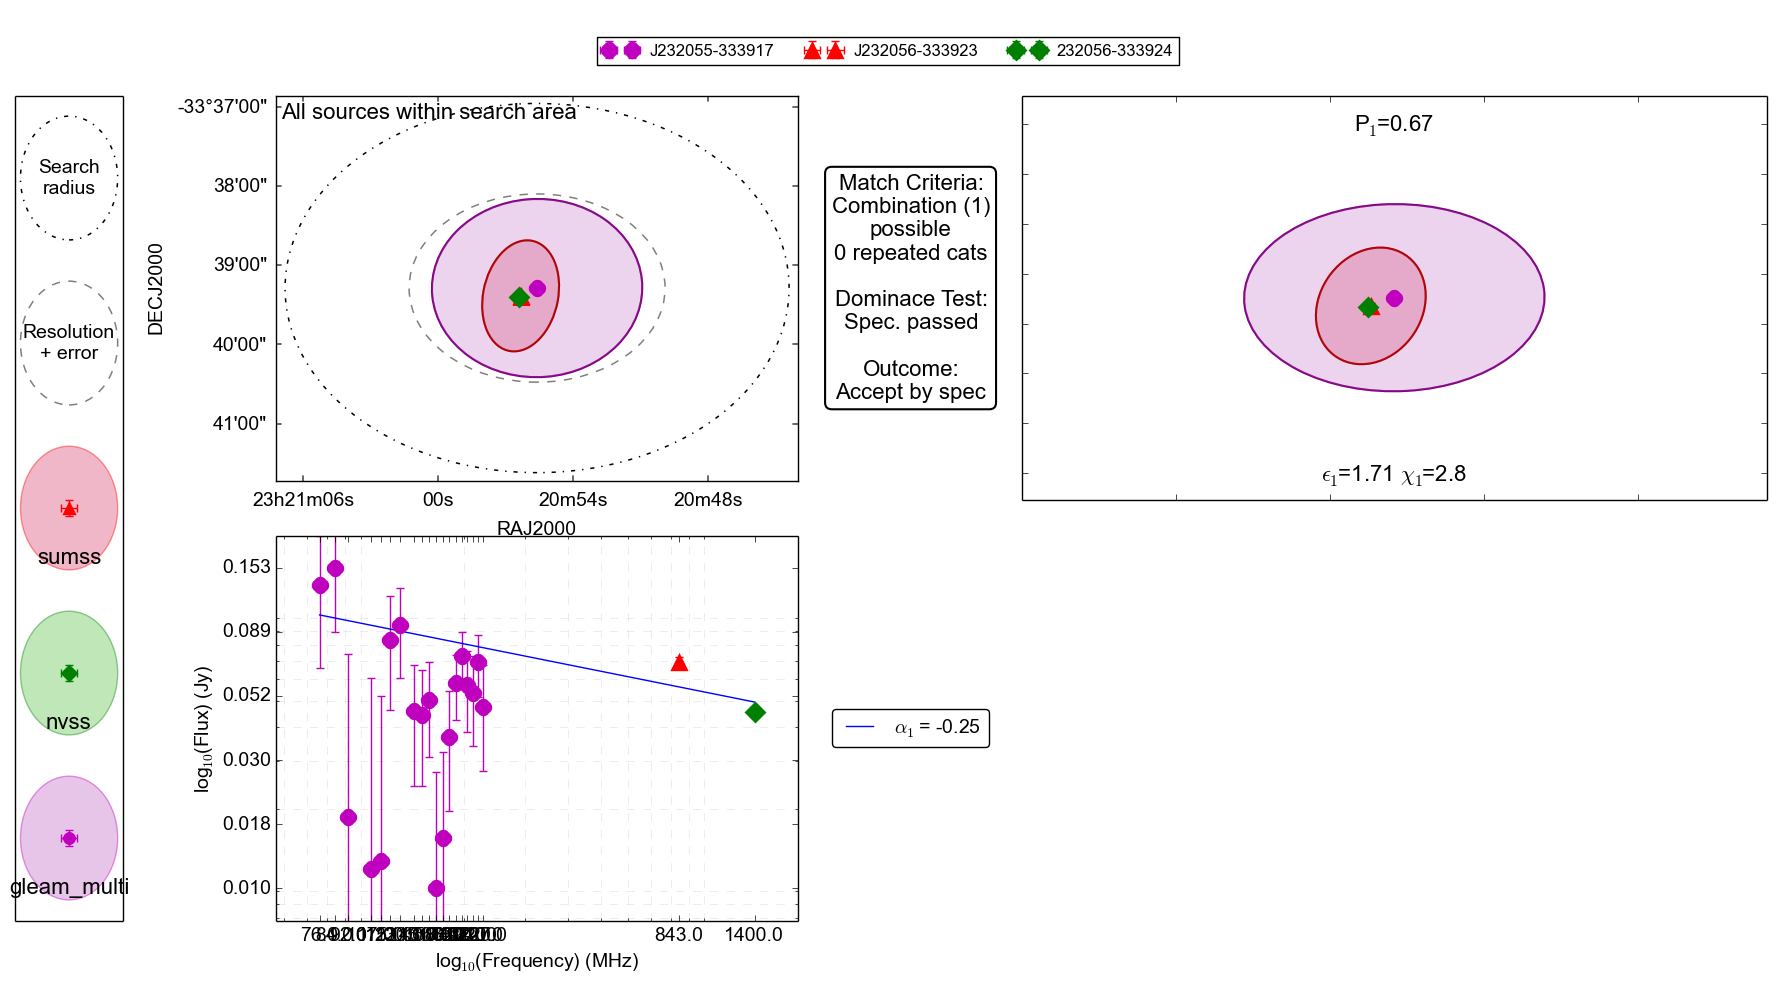 J232055-333917 J232056-333923 232056-333924
Search
radius
Resolution
+ error
sumss
nvss
gleam_multi
All sources within search area
-33°37'00"
38'00"
39'00"
40'00"
41'00"
DECJ2000
23h21m06s 00s 20m54s 20m48s
RAJ2000
Match Criteria:
Combination (1)
possible
0 repeated cats
Dominace Test:
Spec. passed
Outcome:
Accept by spec
P₁=0.67
ϵ₁=1.71 χ₁=2.8
0.153
0.089
0.052
0.030
0.018
0.010
log₁₀(Flux) (Jy)
843.0 1400.0
log₁₀(Frequency) (MHz)
α₁ = -0.25